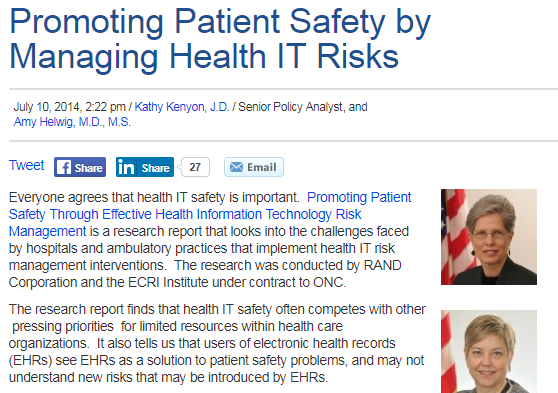 Promoting Patient Safety by
Managing Health IT Risks
July 10, 2014, 2:22 pm / Kathy Kenyon, J.D. / Senior Policy Analyst, and
Amy Helwig, M.D., M.S.
Tweet Share Share 27 Email
Everyone agrees that health IT safety is important. Promoting Patient
Safety Through Effective Health Information Technology Risk
Management is a research report that looks into the challenges faced
by hospitals and ambulatory practices that implement health IT risk
management interventions. The research was conducted by RAND
Corporation and the ECRI Institute under contract to ONC.
The research report finds that health IT safety often competes with other
pressing priorities for limited resources within health care
organizations. It also tells us that users of electronic health records
(EHRs) see EHRs as a solution to patient safety problems, and may not
understand new risks that may be introduced by EHRs.